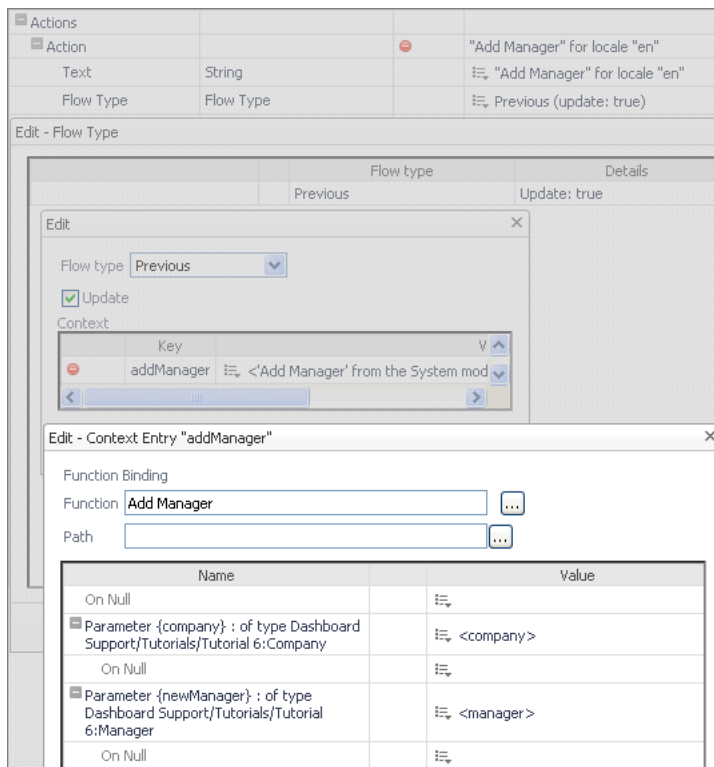 Actions
Action "Add Manager" for locale "en"
Text String "Add Manager" for locale "en"
Flow Type Flow Type Previous (update: true)
Edit - Flow Type
Flow type Details
Previous Update: true
Edit
Flow type Previous
Update
Context
Key V
addManager <'Add Manager' from the System mod
Edit - Context Entry "addManager"
Function Binding
Function Add Manager ...
Path ...
Name Value
On Null
Parameter {company} : of type Dashboard
Support/Tutorials/Tutorial 6:Company
<company>
On Null
Parameter {newManager} : of type
Dashboard Support/Tutorials/Tutorial
6:Manager
<manager>
On Null